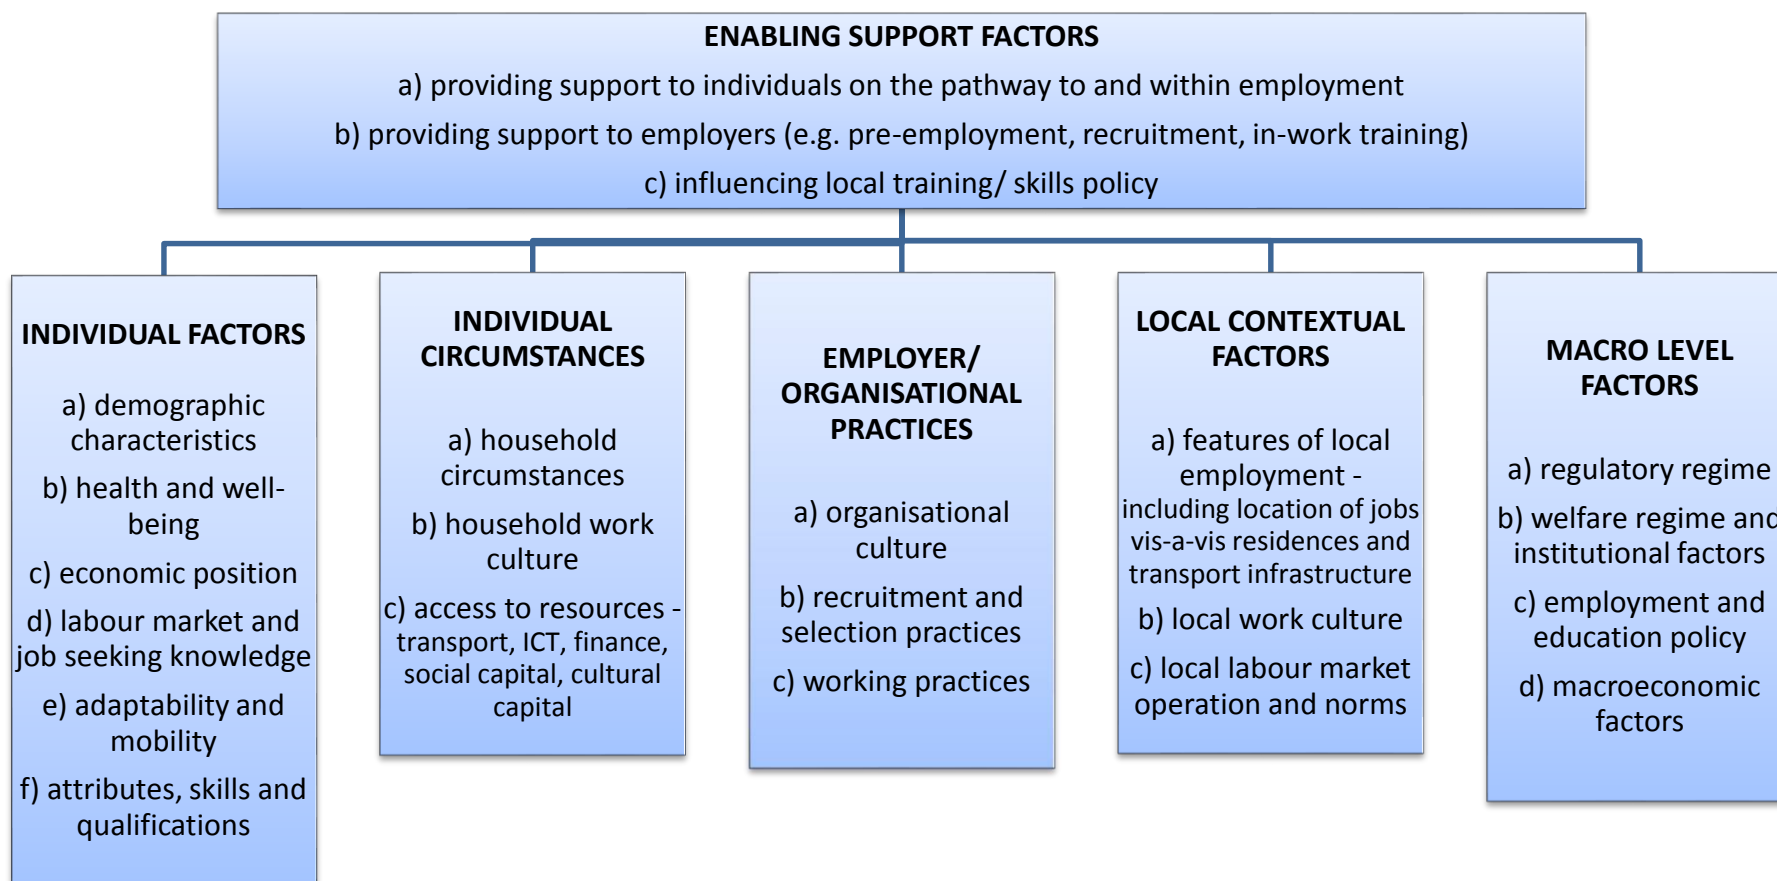 ENABLING SUPPORT FACTORS
a) providing support to individuals on the pathway to and within employment
b) providing support to employers (e.g. pre-employment, recruitment, in-work training)
c) influencing local training/ skills policy
INDIVIDUAL FACTORS
a) demographic
characteristics
b) health and well-
being
c) economic position
d) labour market and
job seeking knowledge
e) adaptability and
mobility
f) attributes, skills and
qualifications
INDIVIDUAL
CIRCUMSTANCES
a) household
circumstances
b) household work
culture
c) access to resources -
transport, ICT, finance,
social capital, cultural
capital
EMPLOYER/
ORGANISATIONAL
PRACTICES
a) organisational
culture
b) recruitment and
selection practices
c) working practices
LOCAL CONTEXTUAL
FACTORS
a) features of local
employment -
including location of jobs
vis-a-vis residences and
transport infrastructure
b) local work culture
c) local labour market
operation and norms
MACRO LEVEL
FACTORS
a) regulatory regime
b) welfare regime and
institutional factors
c) employment and
education policy
d) macroeconomic
factors